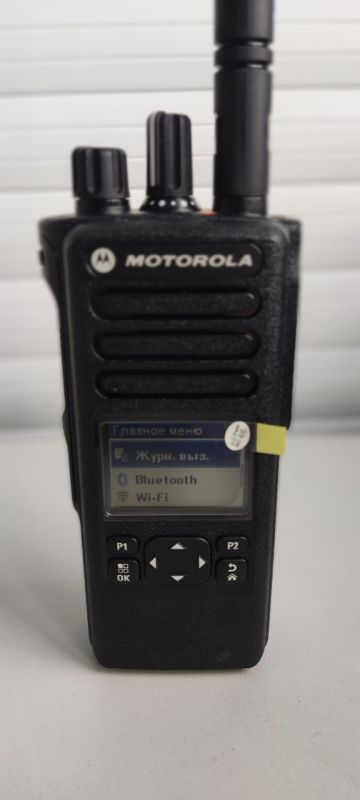 MOTOROLA
Главное меню
Журн. выз.
Bluetooth
Wi-Fi
P1
P2
OK